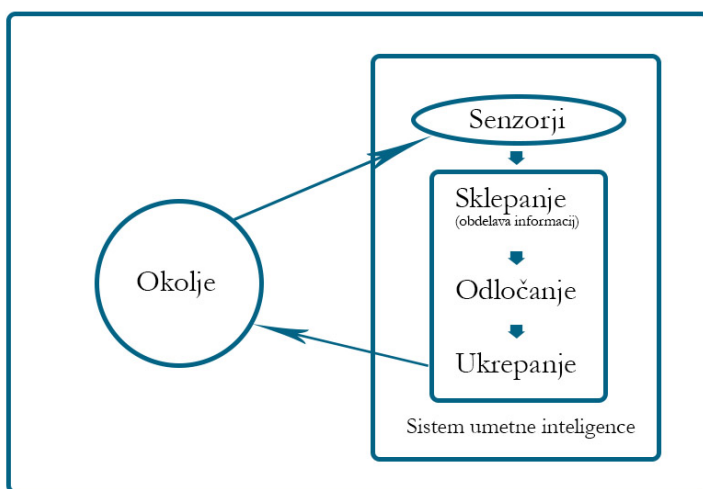 Okolje
Senzorji
Sklepanje
(obdelava informacij)
Odločanje
Ukrepanje
Sistem umetne inteligence